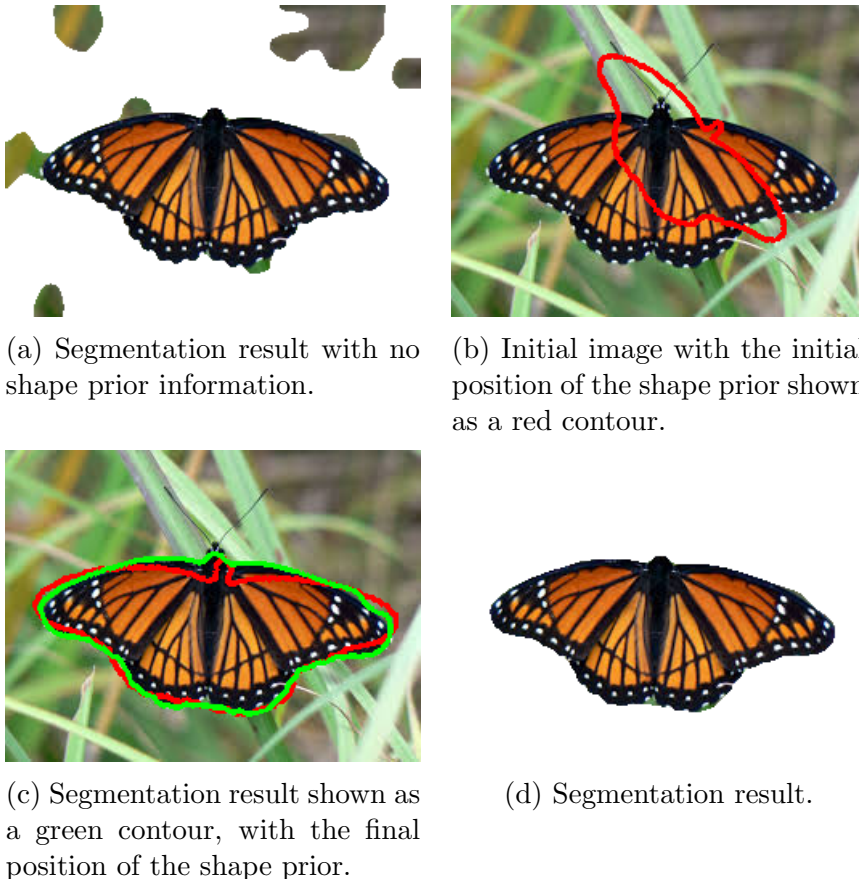 (a) Segmentation result with no
shape prior information.
(b) Initial image with the initial
position of the shape prior shown
as a red contour.
(c) Segmentation result shown as
a green contour, with the final
position of the shape prior.
(d) Segmentation result.